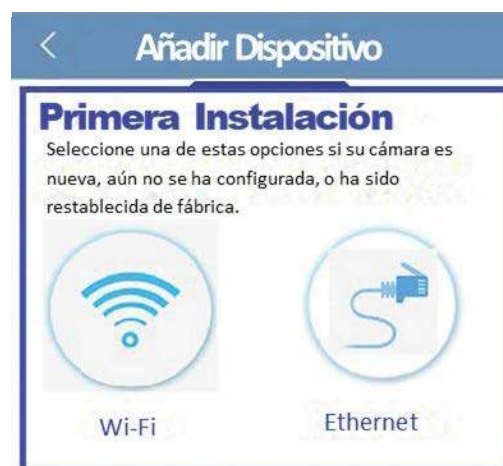 Añadir Dispositivo
Primera Instalación
Seleccione una de estas opciones si su cámara es
nueva, aún no se ha configurada, o ha sido
restablecida de fábrica.
Wi-Fi
Ethernet